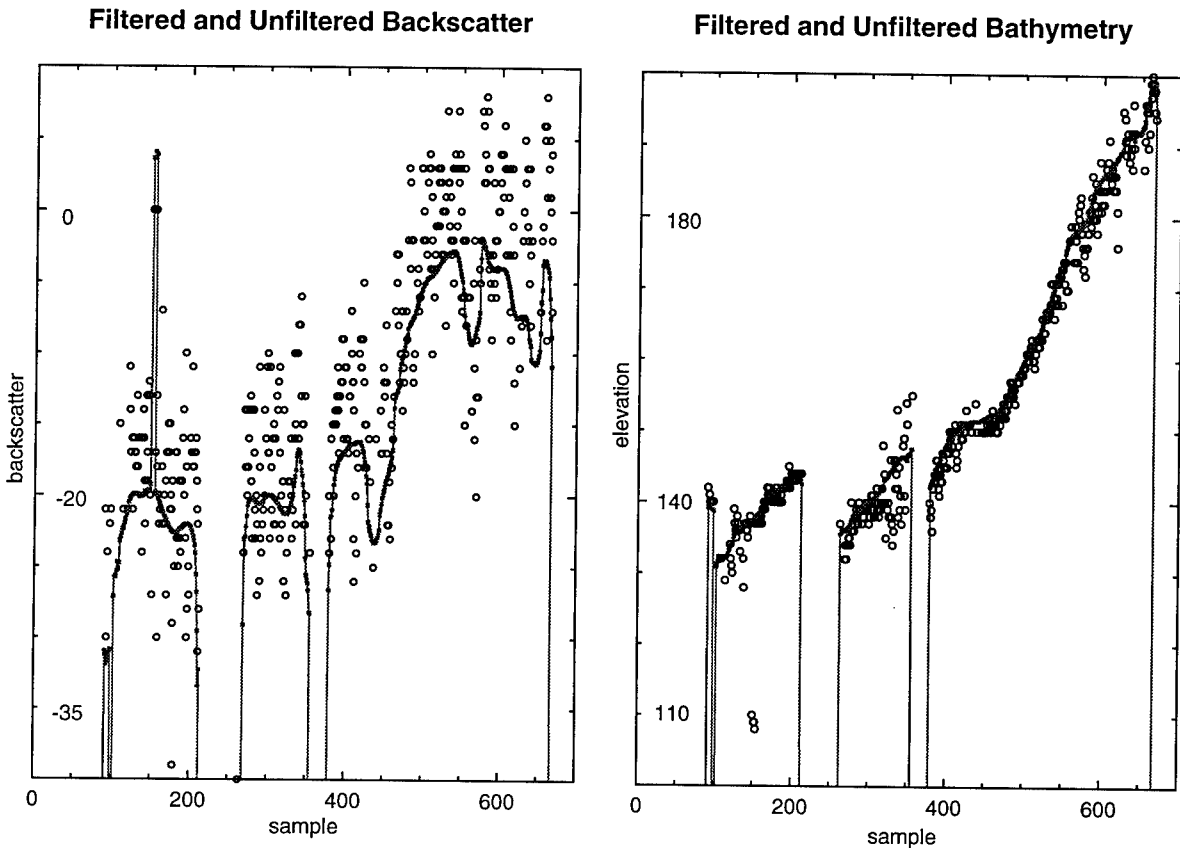 Filtered and Unfiltered Backscatter
0
-20
-35
backscatter
0
200
400
600
sample
Filtered and Unfiltered Bathymetry
180
140
110
elevation
0
200
400
600
sample